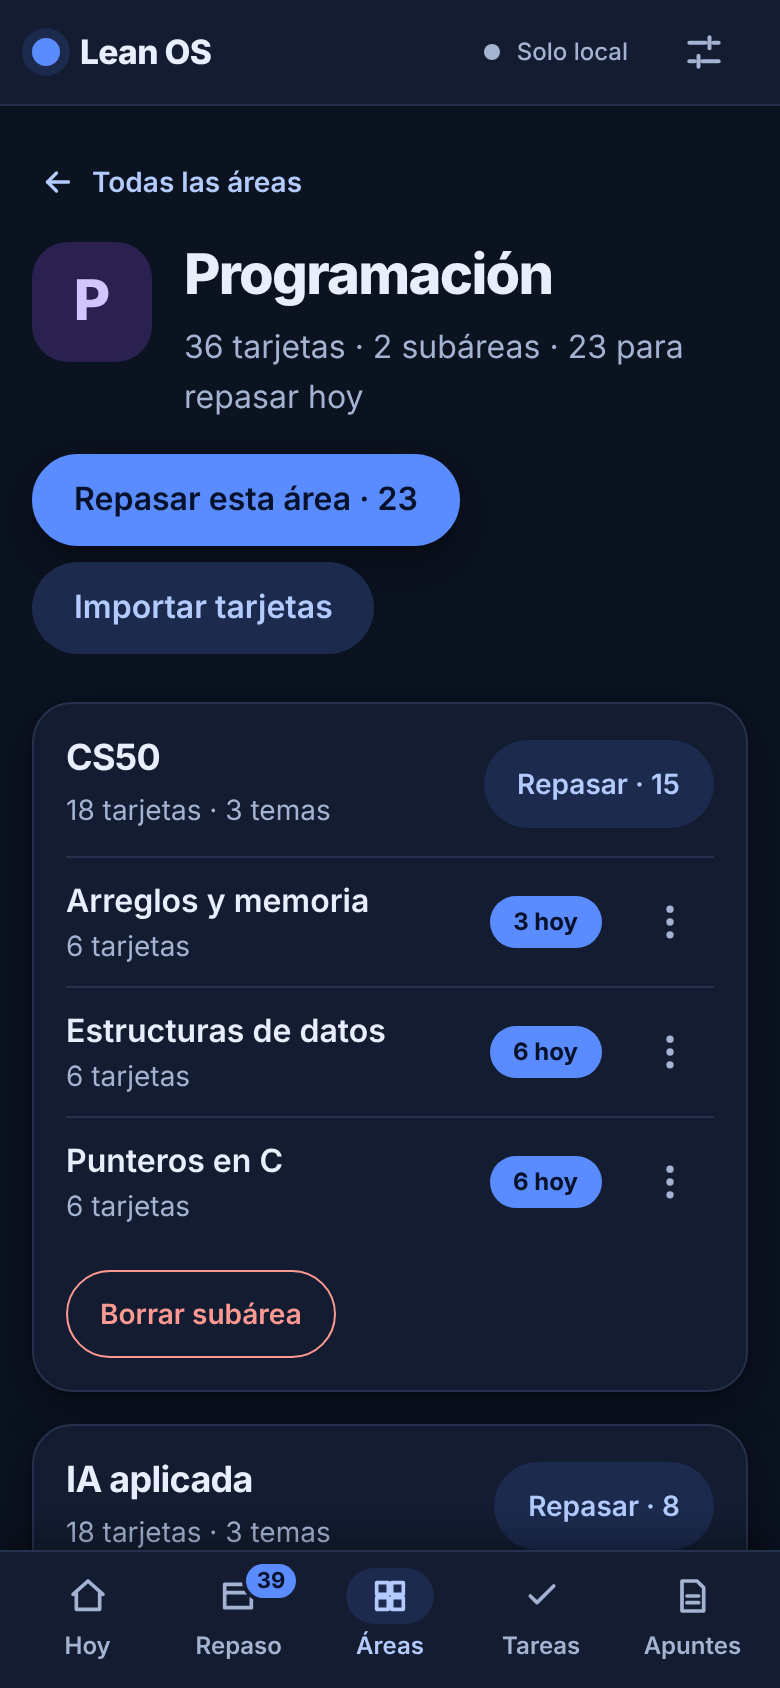 Lean OS
Solo local
Todas las áreas
P
Programación
36 tarjetas · 2 subáreas · 23 para
repasar hoy
Repasar esta área · 23
Importar tarjetas
CS50
18 tarjetas · 3 temas
Repasar · 15
Arreglos y memoria
6 tarjetas
3 hoy
Estructuras de datos
6 tarjetas
6 hoy
Punteros en C
6 tarjetas
6 hoy
Borrar subárea
IA aplicada
18 tarjetas · 3 temas
Repasar · 8
39
Hoy
Repaso
Áreas
Tareas
Apuntes